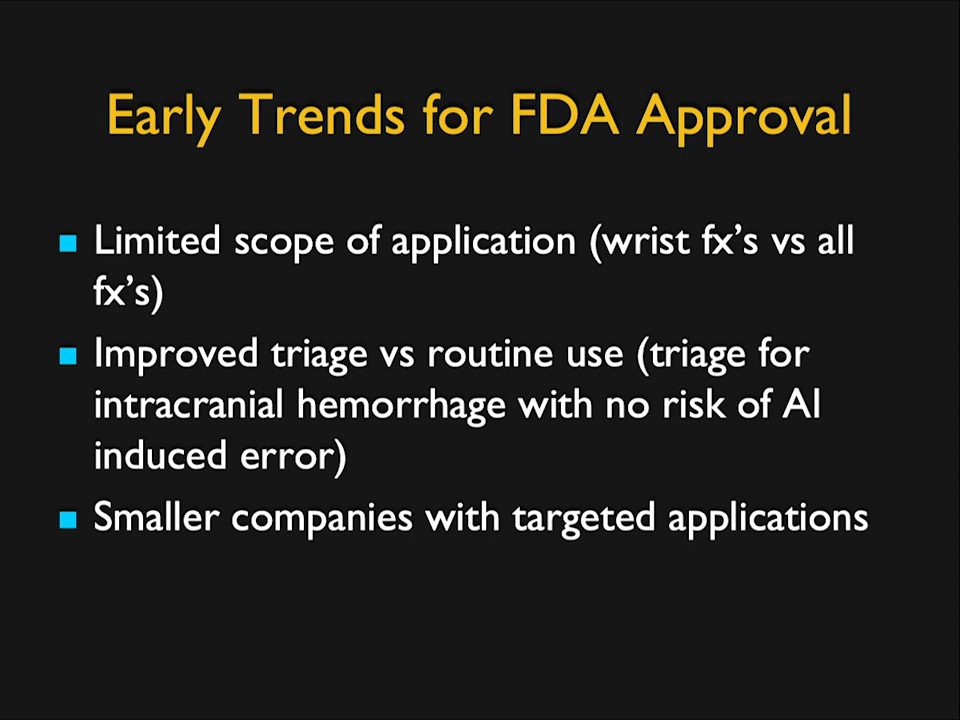 Early Trends for FDA Approval
Limited scope of application (wrist fx's vs all
fx's)
Improved triage vs routine use (triage for
intracranial hemorrhage with no risk of AI
induced error)
Smaller companies with targeted applications